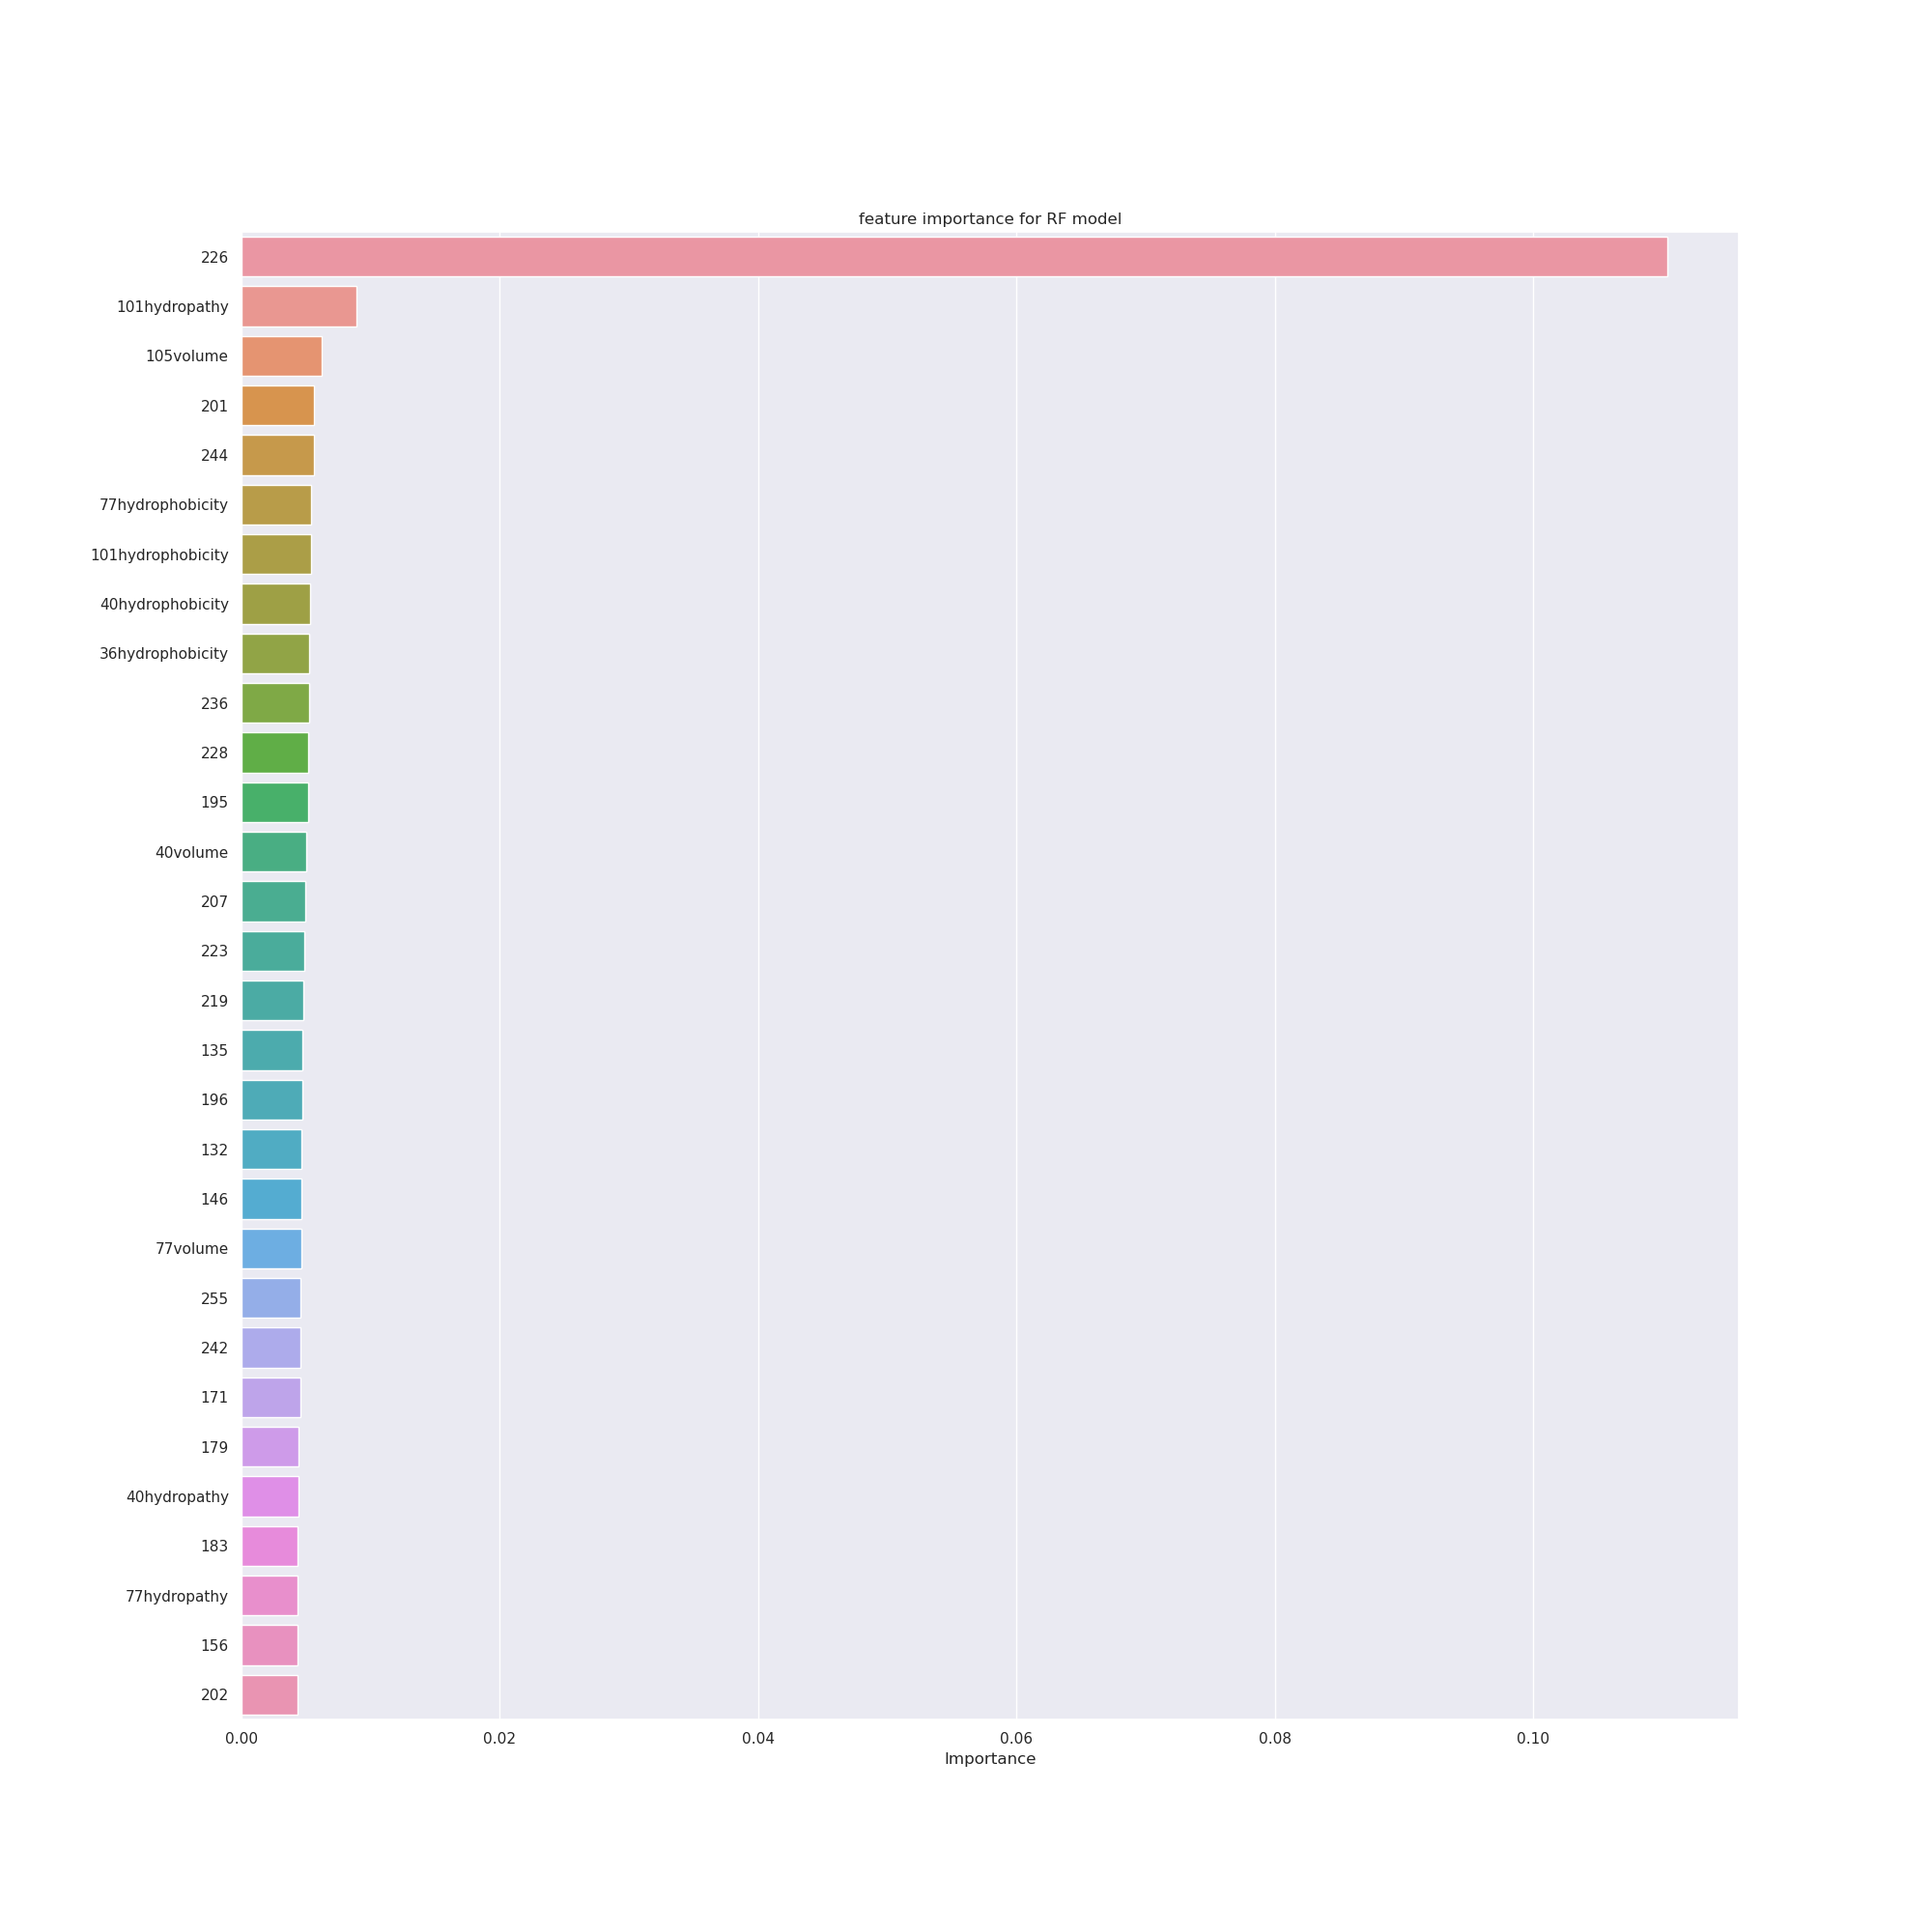 feature importance for RF model
226
101hydropathy
105volume
201
244
77hydrophobicity
101hydrophobicity
40hydrophobicity
36hydrophobicity
236
228
195
40volume
207
223
219
135
196
132
146
77volume
255
242
171
179
40hydropathy
183
77hydropathy
156
202
0.00 0.02 0.04 0.06 0.08 0.10
Importance